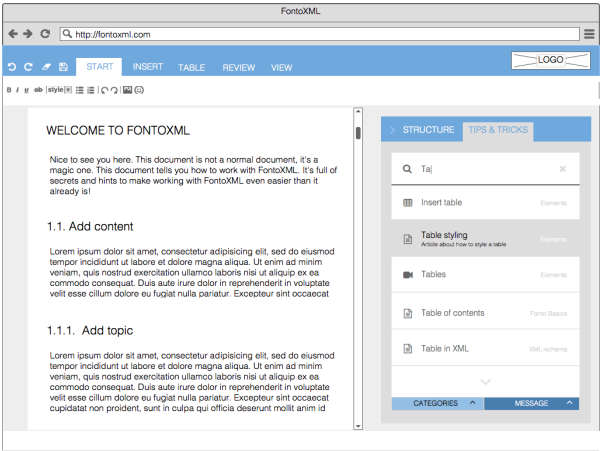 FontoXML
http://fontoxml.com
START INSERT TABLE REVIEW VIEW
LOGO
B I u ab style
WELCOME TO FONTOXML
Nice to see you here. This document is not a normal document, it's a
magic one. This document tells you how to work with FontoXML. It's full of
secrets and hints to make working with FontoXML even easier than it
already is!
1.1. Add content
Lorem ipsum dolor sit amet, consectetur adipisicing elit, sed do eiusmod
tempor incididunt ut labore et dolore magna aliqua. Ut enim ad minim
veniam, quis nostrud exercitation ullamco laboris nisi ut aliquip ex ea
commodo consequat. Duis aute irure dolor in reprehenderit in voluptate
velit esse cillum dolore eu fugiat nulla pariatur. Excepteur sint occaecat
1.1.1. Add topic
Lorem ipsum dolor sit amet, consectetur adipisicing elit, sed do eiusmod
tempor incididunt ut labore et dolore magna aliqua. Ut enim ad minim
veniam, quis nostrud exercitation ullamco laboris nisi ut aliquip ex ea
commodo consequat. Duis aute irure dolor in reprehenderit in voluptate
velit esse cillum dolore eu fugiat nulla pariatur. Excepteur sint occaecat
cupidatat non proident, sunt in culpa qui officia deserunt mollit anim id
STRUCTURE TIPS & TRICKS
Ta
Insert table Elements
Table styling Elements
Article about how to style a table
Tables Elements
Table of contents Fonto Basics
Table in XML XML-schema
CATEGORIES MESSAGE